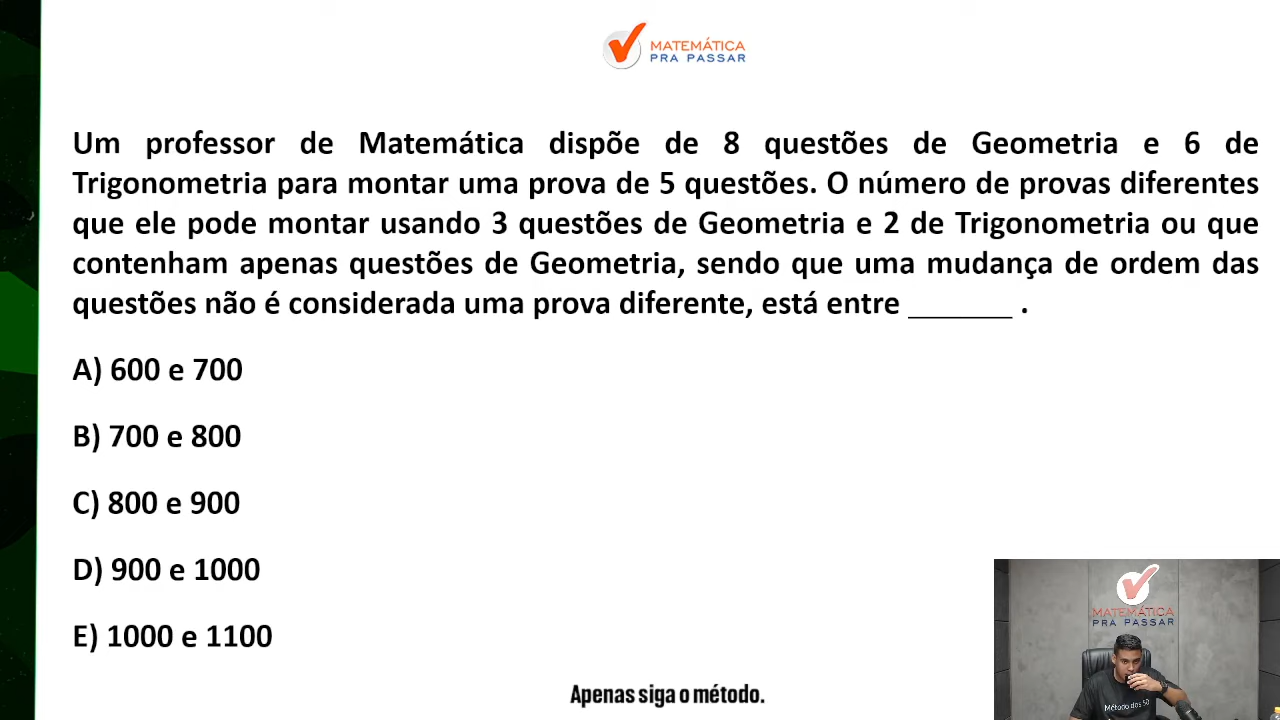 MATEMÁTICA
PRA PASSAR
Um professor de Matemática dispõe de 8 questões de Geometria e 6 de
Trigonometria para montar uma prova de 5 questões. O número de provas diferentes
que ele pode montar usando 3 questões de Geometria e 2 de Trigonometria ou que
contenham apenas questões de Geometria, sendo que uma mudança de ordem das
questões não é considerada uma prova diferente, está entre _______ .
A) 600 e 700
B) 700 e 800
C) 800 e 900
D) 900 e 1000
E) 1000 e 1100
MATEMÁTICA
PRA PASSAR
Método dos 50
Apenas siga o método.